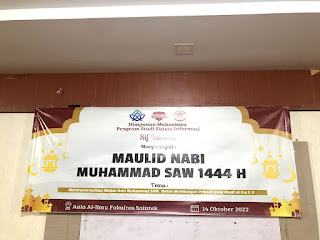 Himpunan Mahasiswa
Program Studi Sistem Informasi
Memperingati
MAULID NABI
MUHAMMAD SAW 1444 H
Tema :
Aula Al-Ilmu Fakultas Saintek
14 Oktober 2022